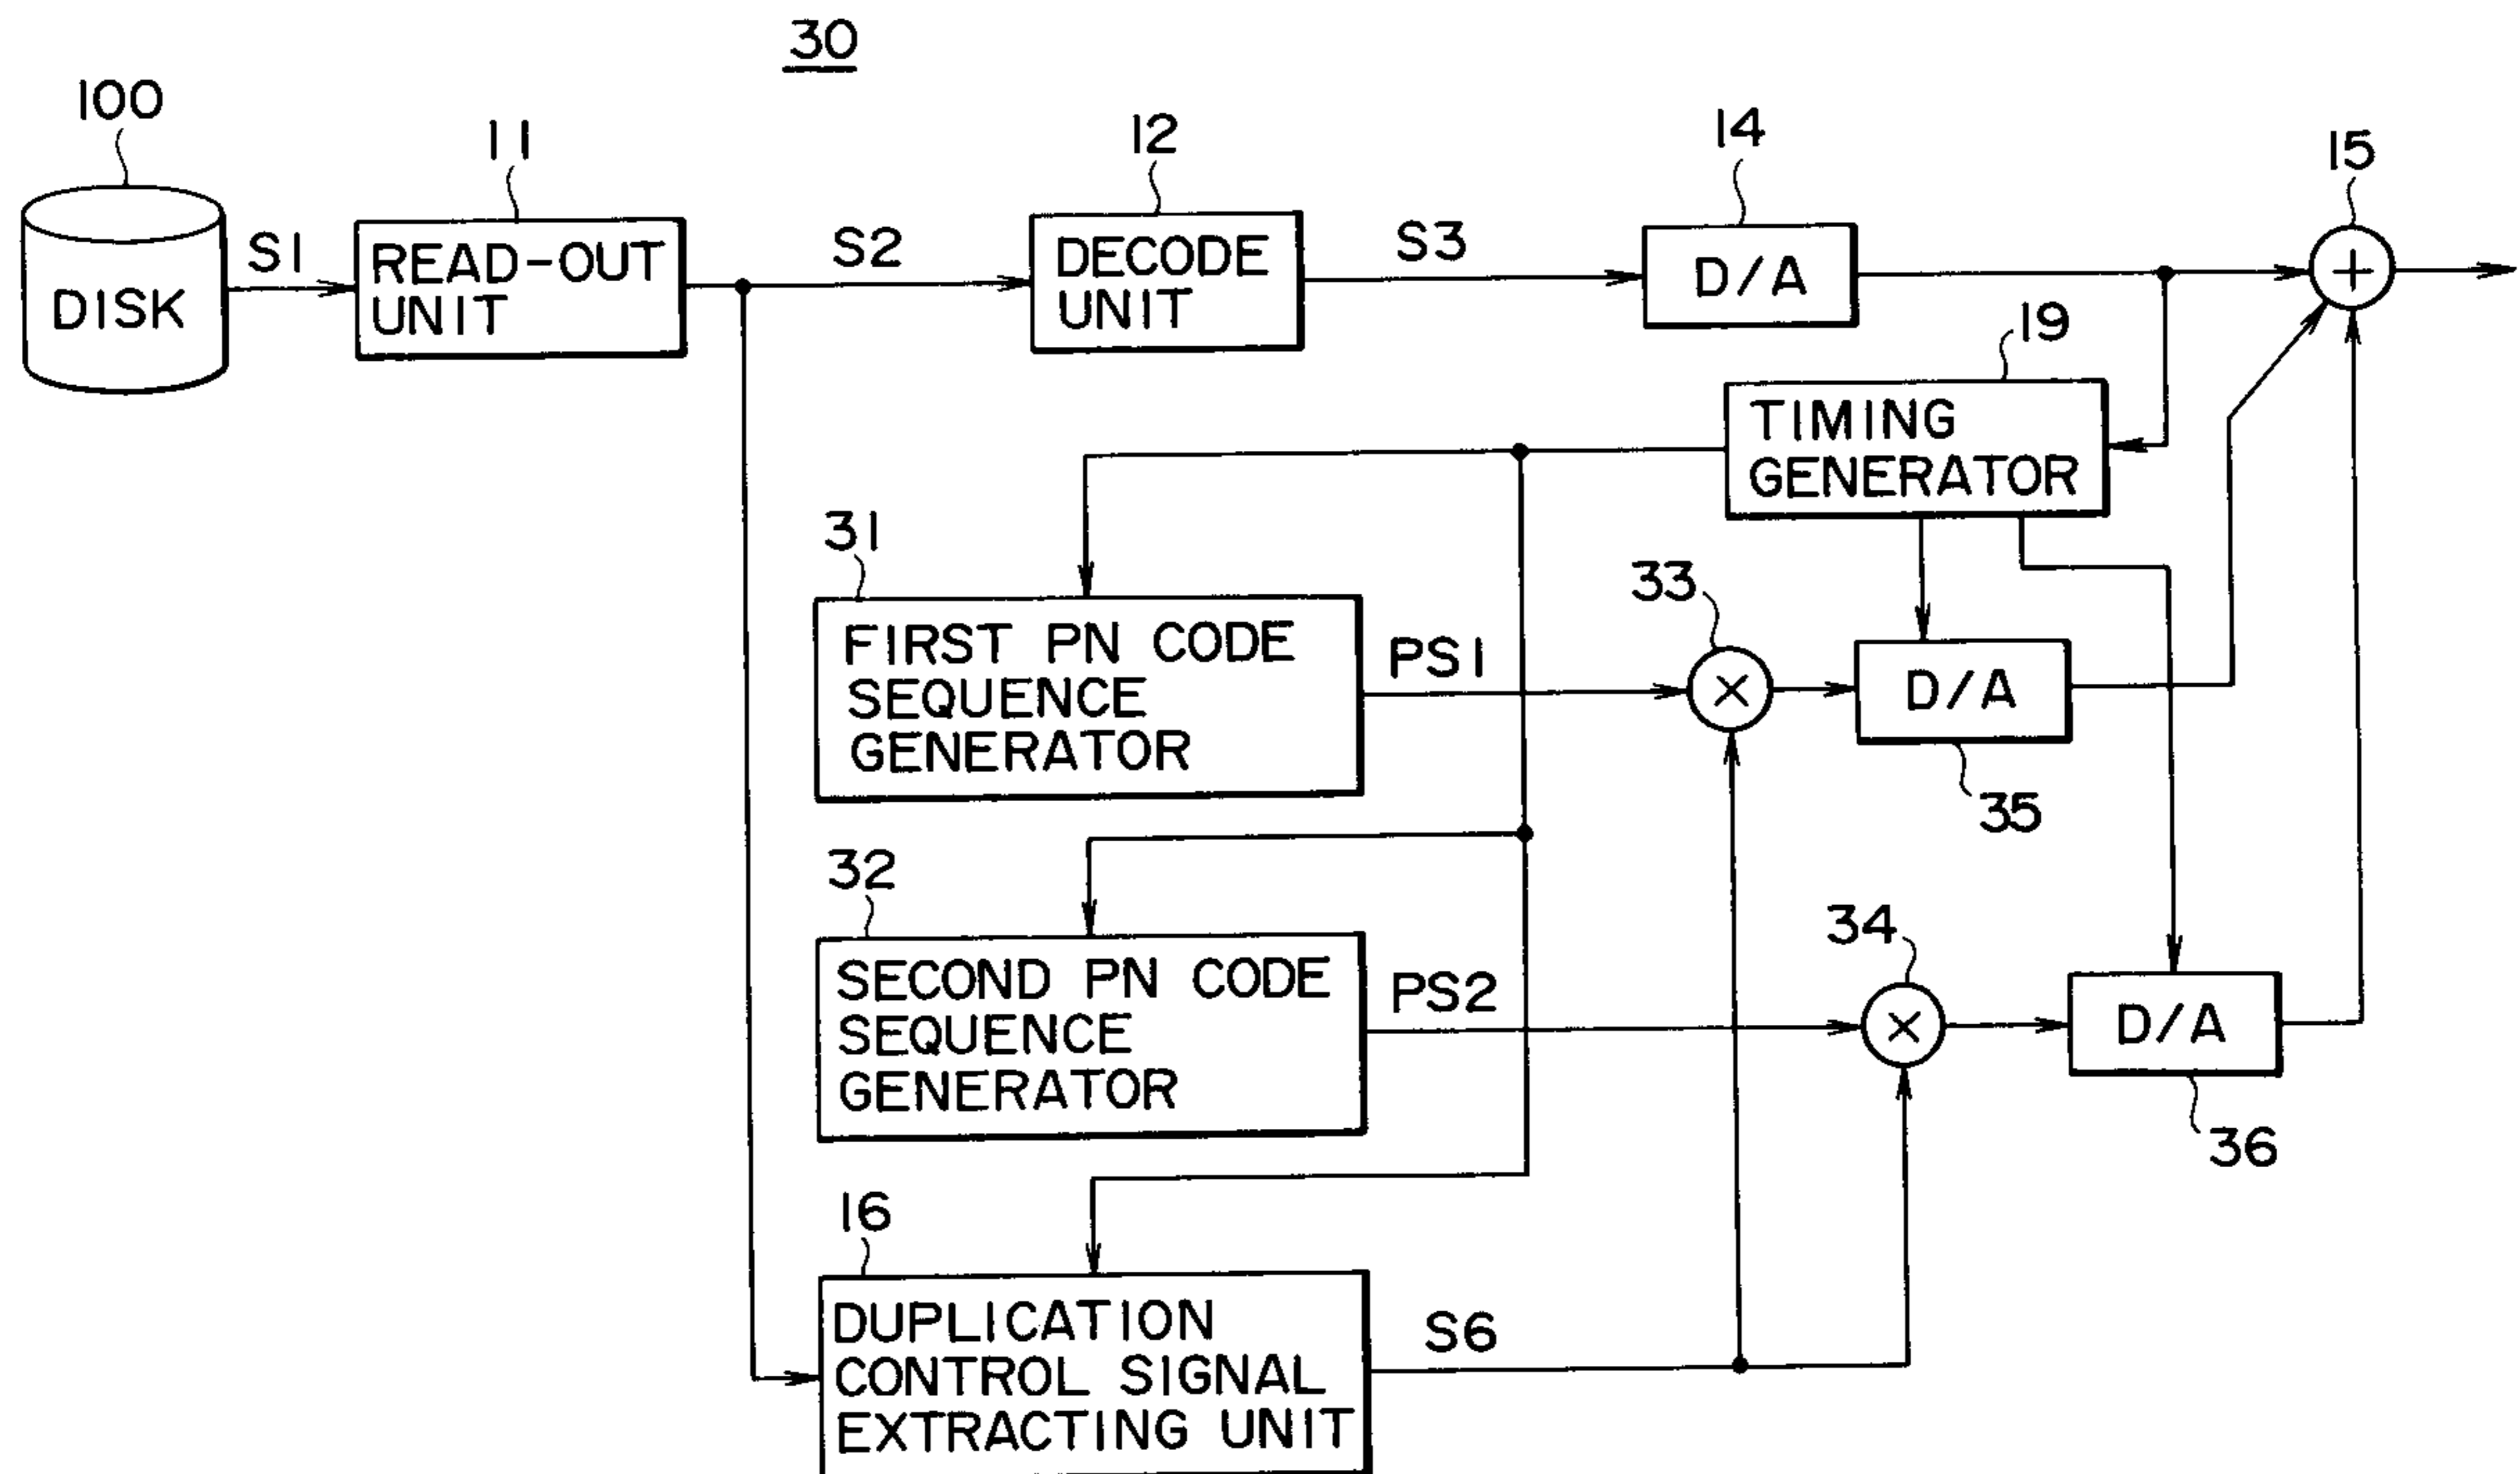 30
100
11
12
14
15
S1
S2
S3
DISK
READ-OUT
UNIT
DECODE
UNIT
D/A
+
19
TIMING
GENERATOR
31
33
FIRST PN CODE
SEQUENCE
GENERATOR
PS1
×
D/A
35
32
34
SECOND PN CODE
SEQUENCE
GENERATOR
PS2
×
D/A
36
16
DUPLICATION
CONTROL SIGNAL
EXTRACTING UNIT
S6